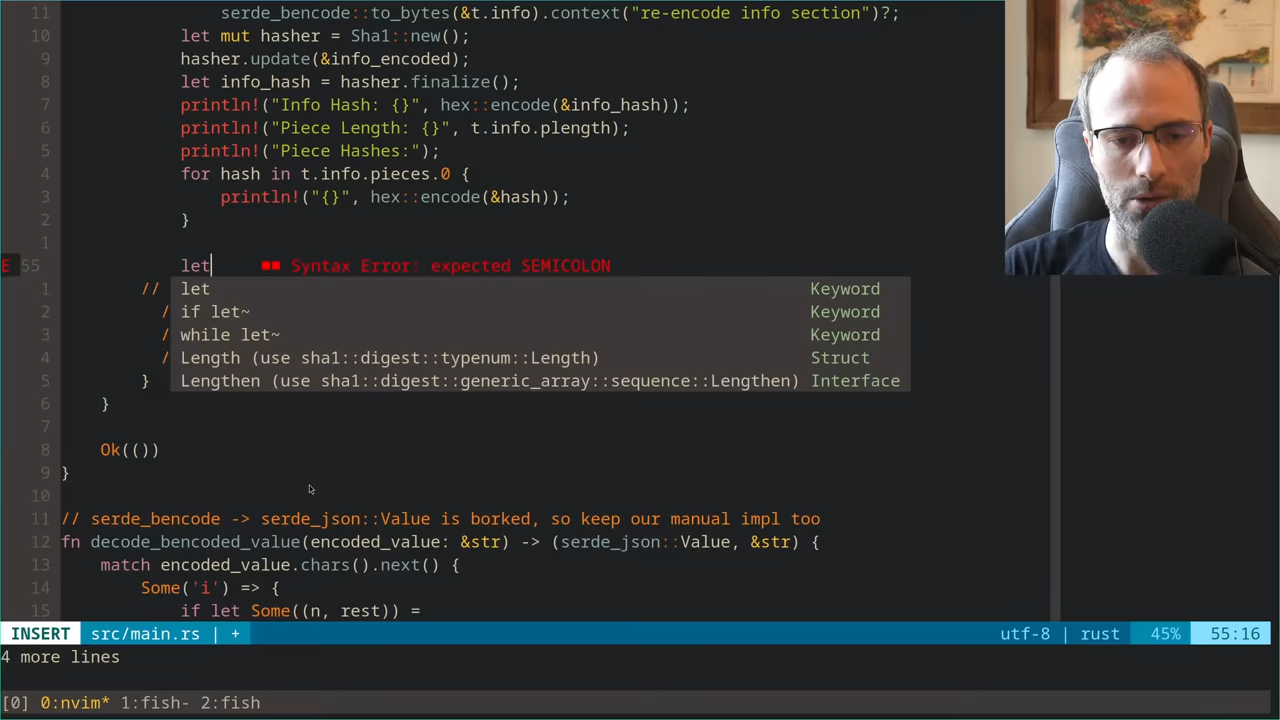 11 serde_bencode::to_bytes(&t.info).context("re-encode info section")?;
10 let mut hasher = Sha1::new();
9 hasher.update(&info_encoded);
8 let info_hash = hasher.finalize();
7 println!("Info Hash: {}", hex::encode(&info_hash));
6 println!("Piece Length: {}", t.info.plength);
5 println!("Piece Hashes:");
4 for hash in t.info.pieces.0 {
3 println!("{}", hex::encode(&hash));
2 }
1
E 55 let ■■ Syntax Error: expected SEMICOLON
1 // let Keyword
2 / if let~ Keyword
3 / while let~ Keyword
4 / Length (use sha1::digest::typenum::Length) Struct
5 } Lengthen (use sha1::digest::generic_array::sequence::Lengthen) Interface
6 }
7
8 Ok(())
9 }
10
11 // serde_bencode -> serde_json::Value is borked, so keep our manual impl too
12 fn decode_bencoded_value(encoded_value: &str) -> (serde_json::Value, &str) {
13 match encoded_value.chars().next() {
14 Some('i') => {
15 if let Some((n, rest)) =
INSERT src/main.rs | + utf-8 | rust 45% 55:16
4 more lines
[0] 0:nvim* 1:fish- 2:fish